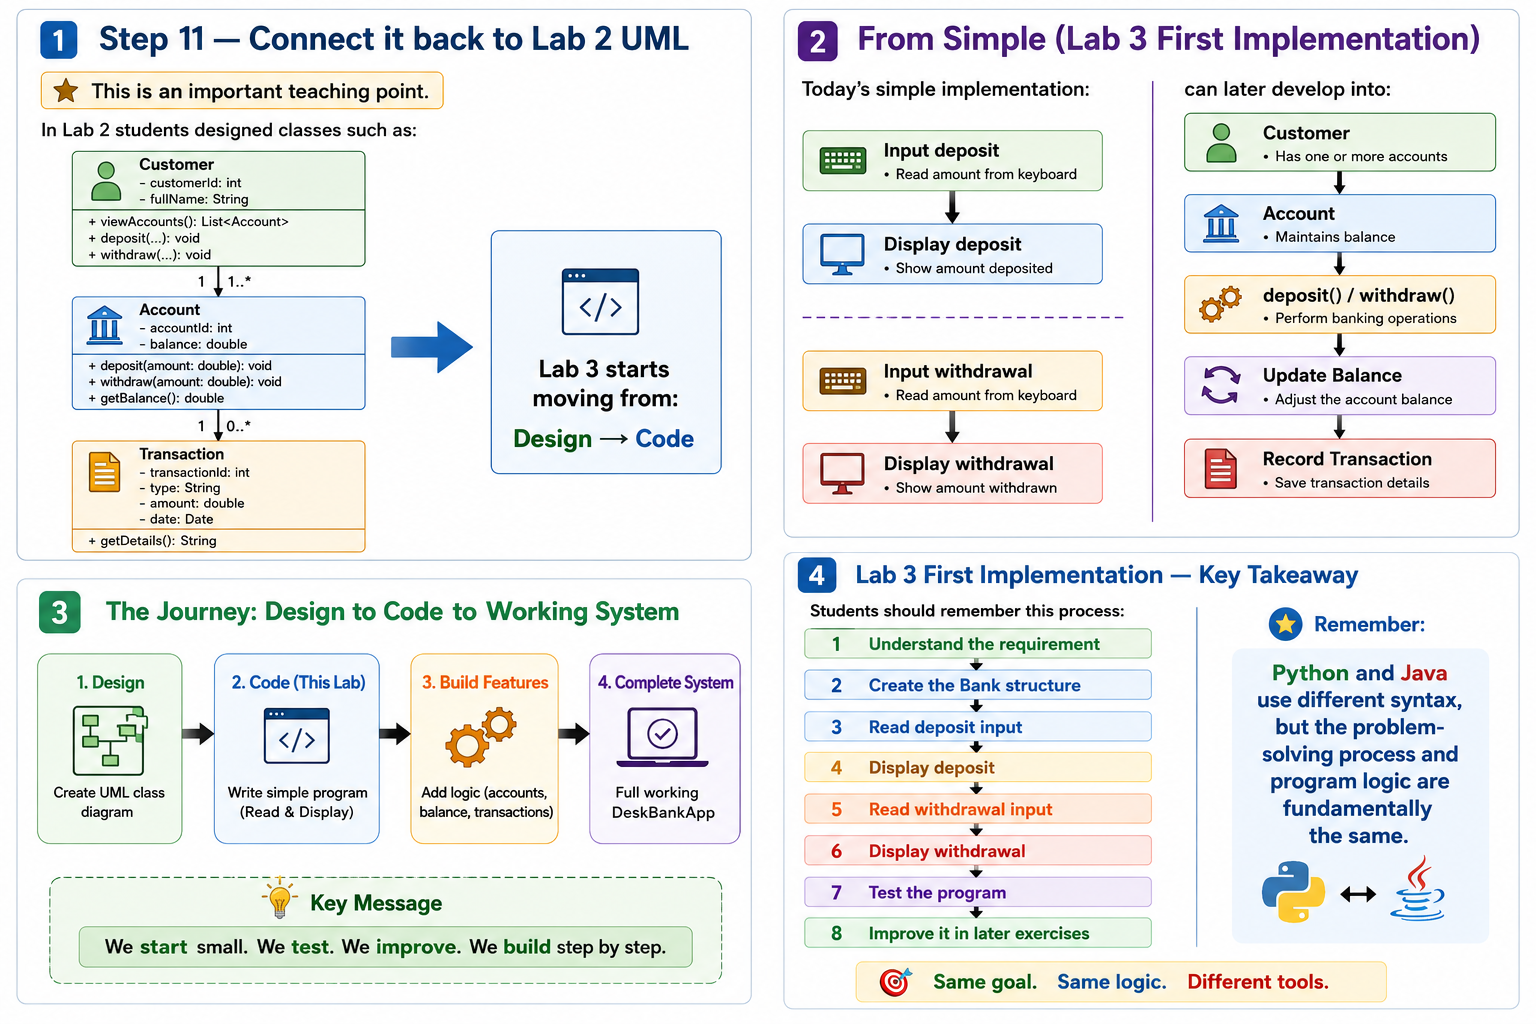 1 Step 11 — Connect it back to Lab 2 UML
This is an important teaching point.
In Lab 2 students designed classes such as:
Customer
- customerId: int
- fullName: String
+ viewAccounts(): List<Account>
+ deposit(...): void
+ withdraw(...): void
1 1..*
Account
- accountId: int
- balance: double
+ deposit(amount: double): void
+ withdraw(amount: double): void
+ getBalance(): double
1 0..*
Transaction
- transactionId: int
- type: String
- amount: double
- date: Date
+ getDetails(): String
</>
Lab 3 starts
moving from:
Design → Code
2 From Simple (Lab 3 First Implementation)
Today's simple implementation:
Input deposit
• Read amount from keyboard
Display deposit
• Show amount deposited
Input withdrawal
• Read amount from keyboard
Display withdrawal
• Show amount withdrawn
can later develop into:
Customer
• Has one or more accounts
Account
• Maintains balance
deposit() / withdraw()
• Perform banking operations
Update Balance
• Adjust the account balance
Record Transaction
• Save transaction details
3 The Journey: Design to Code to Working System
1. Design
Create UML class
diagram
2. Code (This Lab)
</>
Write simple program
(Read & Display)
3. Build Features
Add logic (accounts,
balance, transactions)
4. Complete System
Full working
DeskBankApp
Key Message
We start small. We test. We improve. We build step by step.
4 Lab 3 First Implementation — Key Takeaway
Students should remember this process:
1 Understand the requirement
2 Create the Bank structure
3 Read deposit input
4 Display deposit
5 Read withdrawal input
6 Display withdrawal
7 Test the program
8 Improve it in later exercises
Remember:
Python and Java
use different syntax,
but the problem-
solving process and
program logic are
fundamentally
the same.
Same goal. Same logic. Different tools.